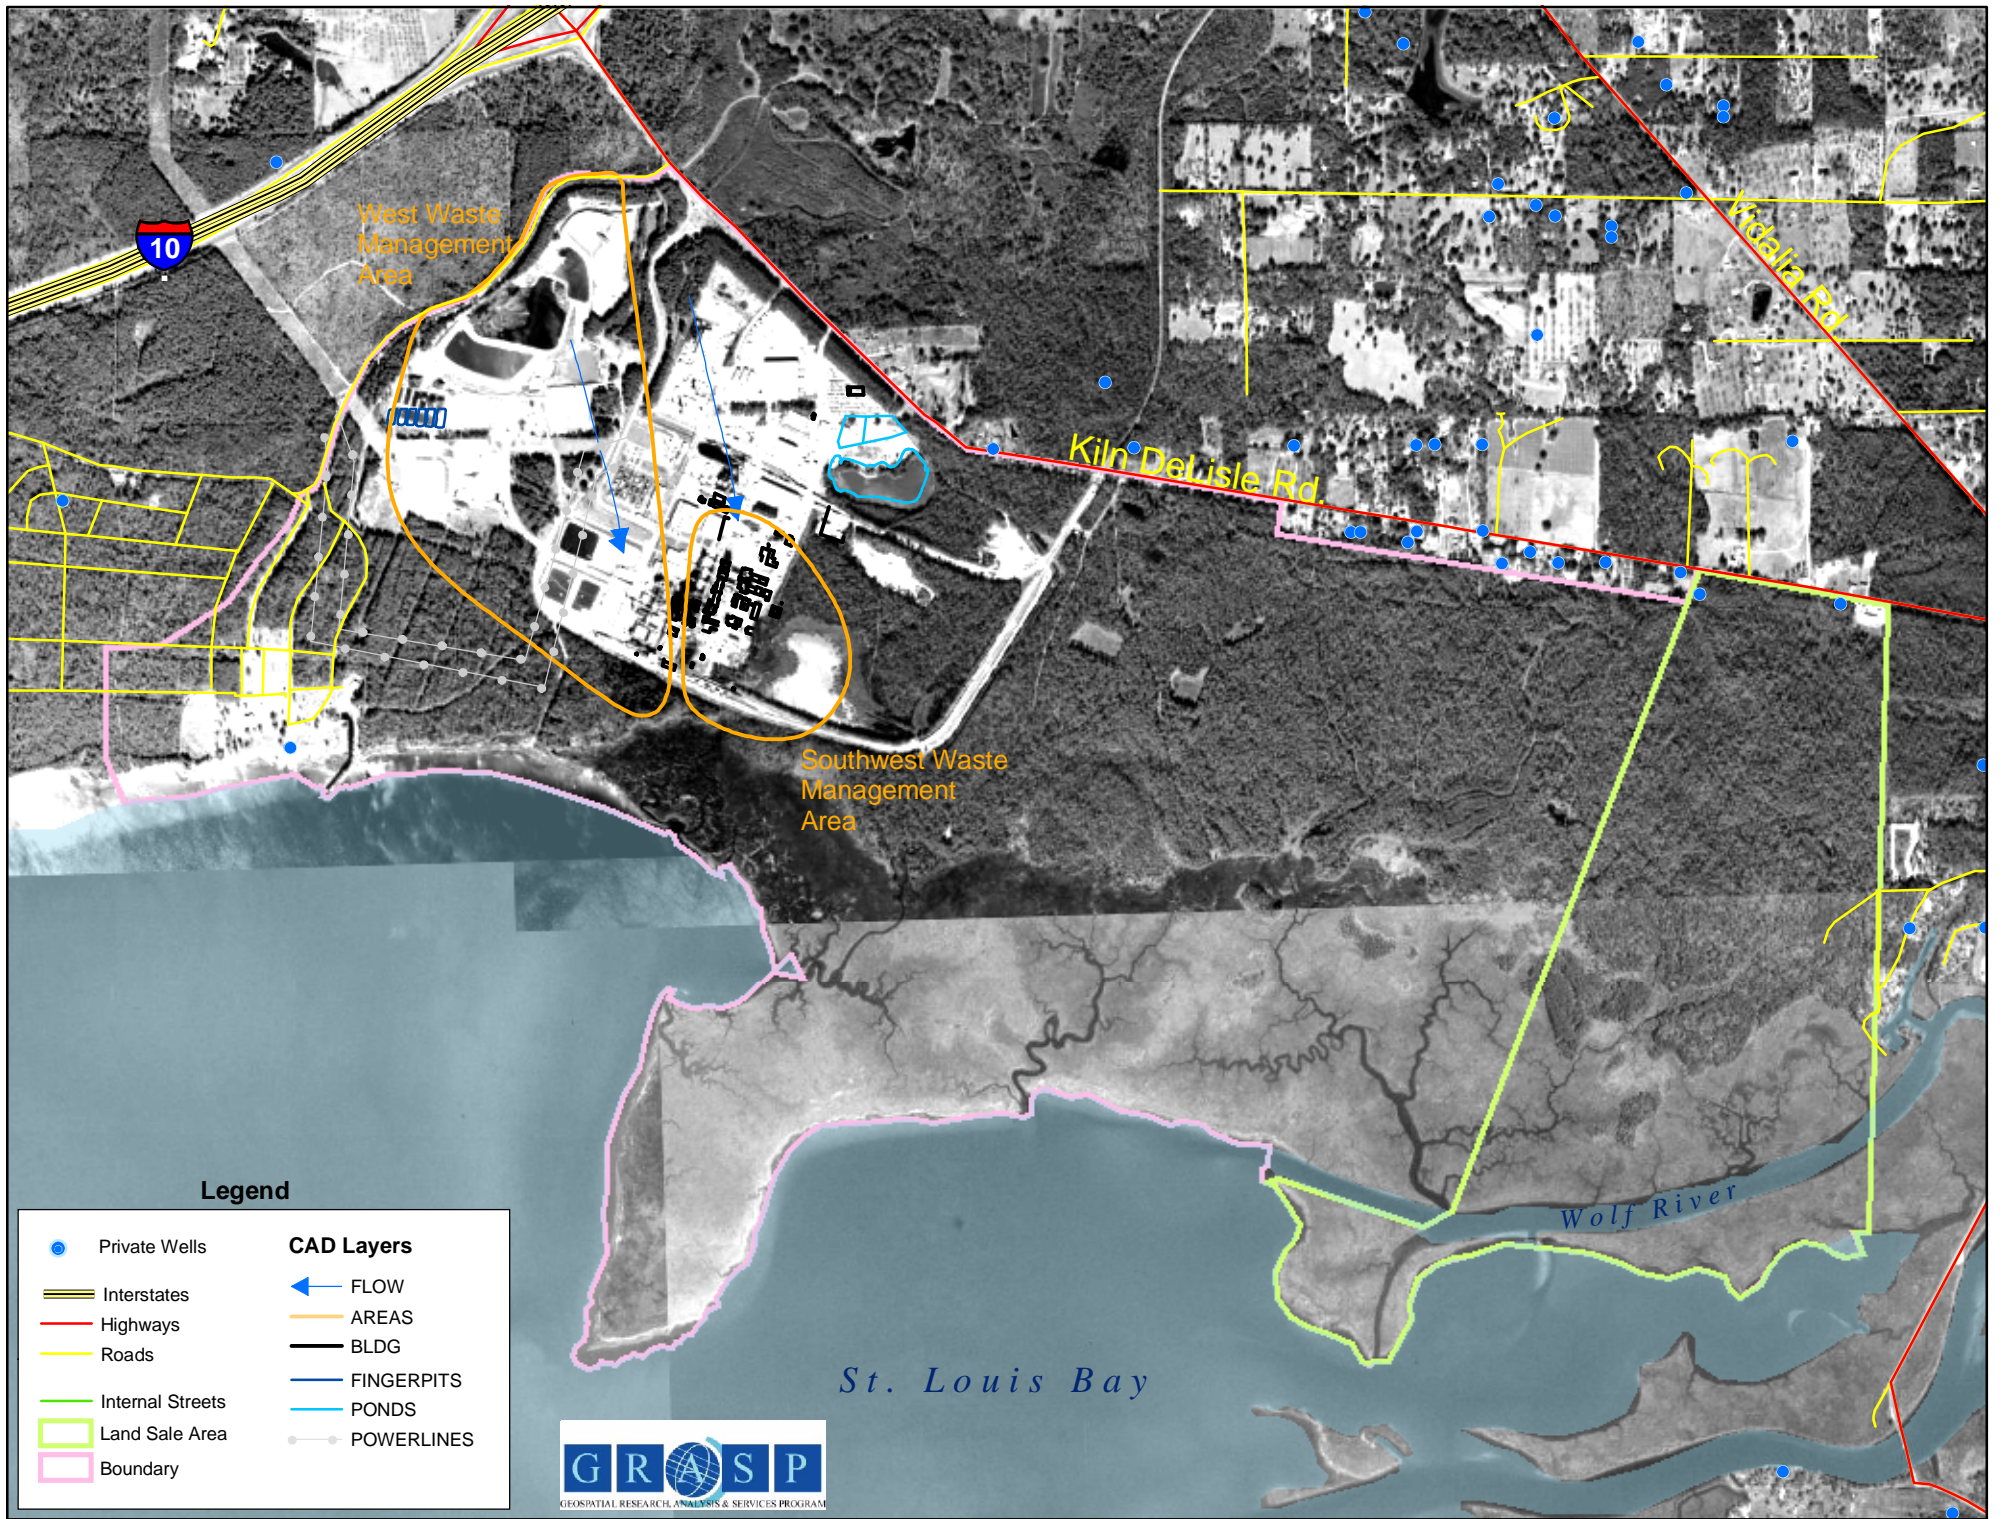 West Waste
Management
Area
10
Vidalia Rd
Kiln DeLisle Rd.
Southwest Waste
Management
Area
Wolf River
St. Louis Bay
Legend
Private Wells
Interstates
Highways
Roads
Internal Streets
Land Sale Area
Boundary
CAD Layers
FLOW
AREAS
BLDG
FINGERPITS
PONDS
POWERLINES
GRASP
GEOSPATIAL RESEARCH, ANALYSIS & SERVICES PROGRAM